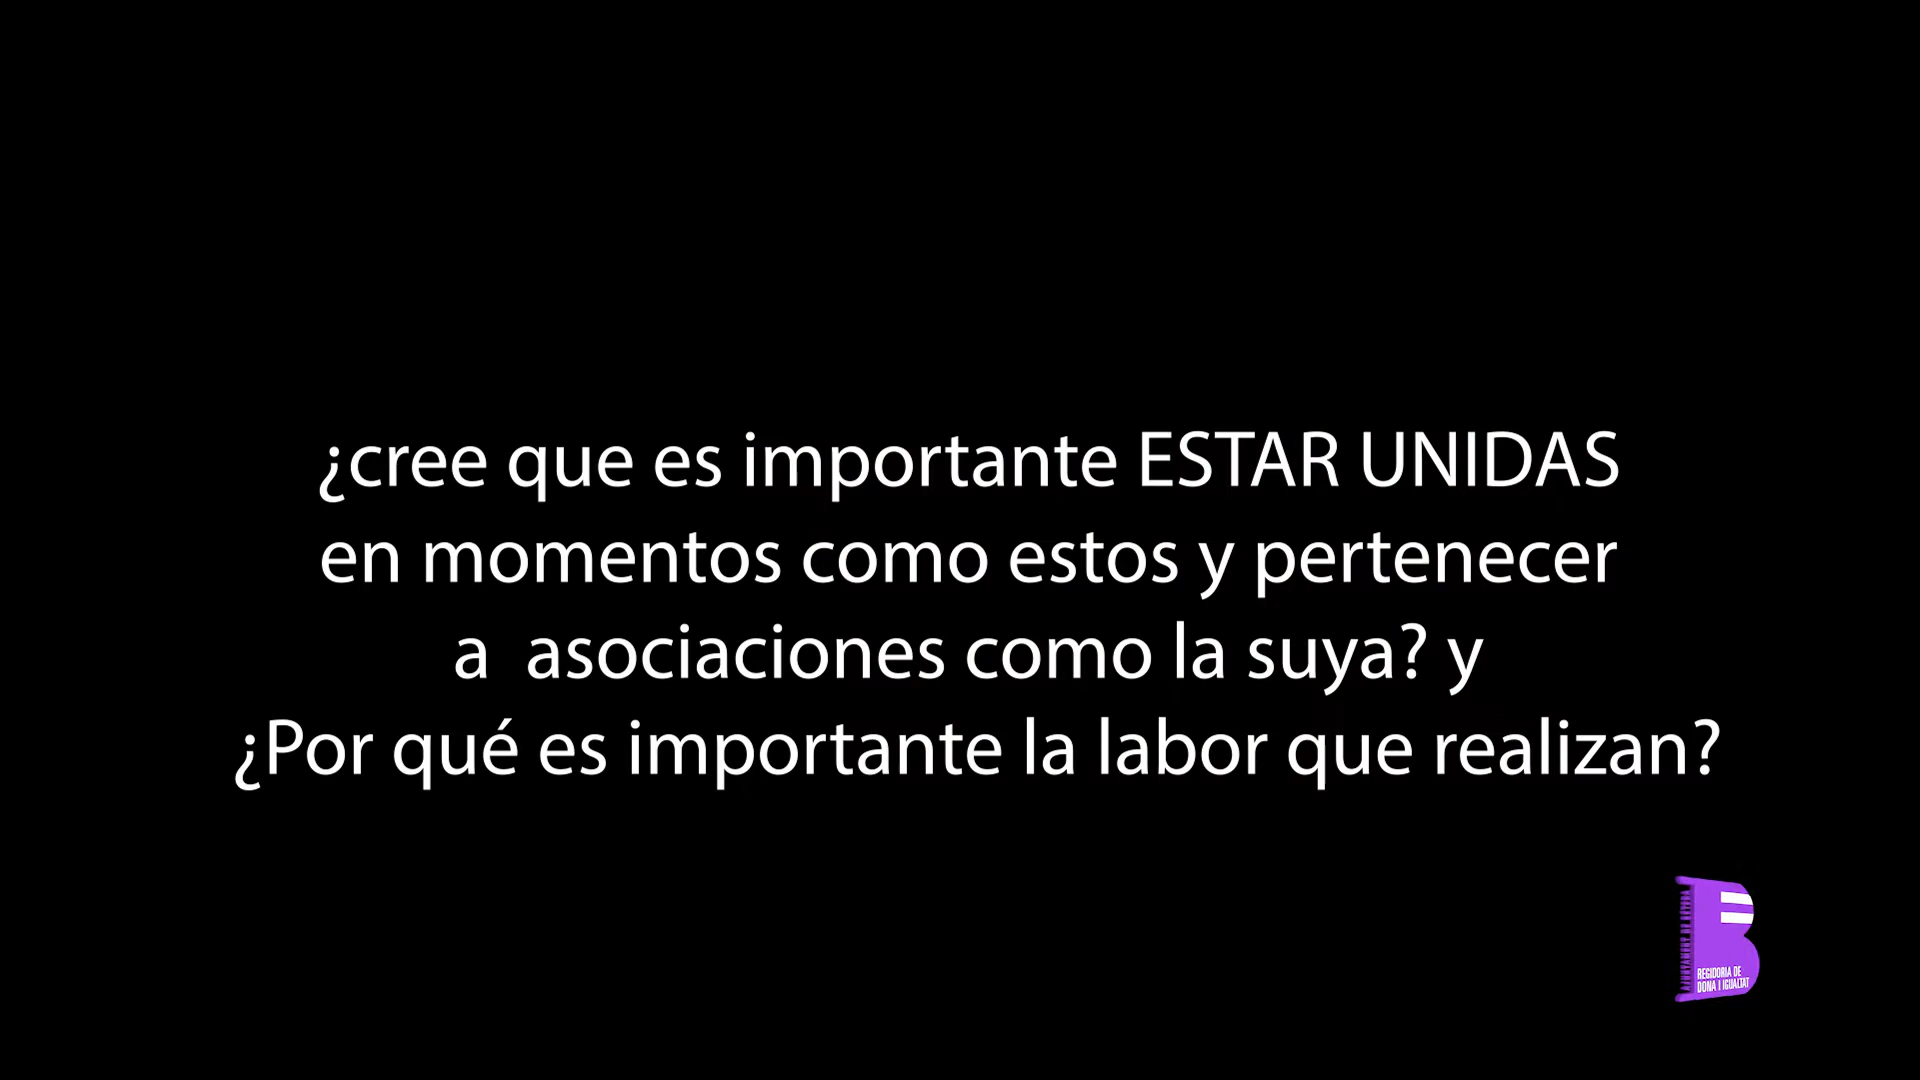 ¿cree que es importante ESTAR UNIDAS
en momentos como estos y pertenecer
a  asociaciones como la suya? y
¿Por qué es importante la labor que realizan?
REGIDORIA DE
DONA I IGUALTAT